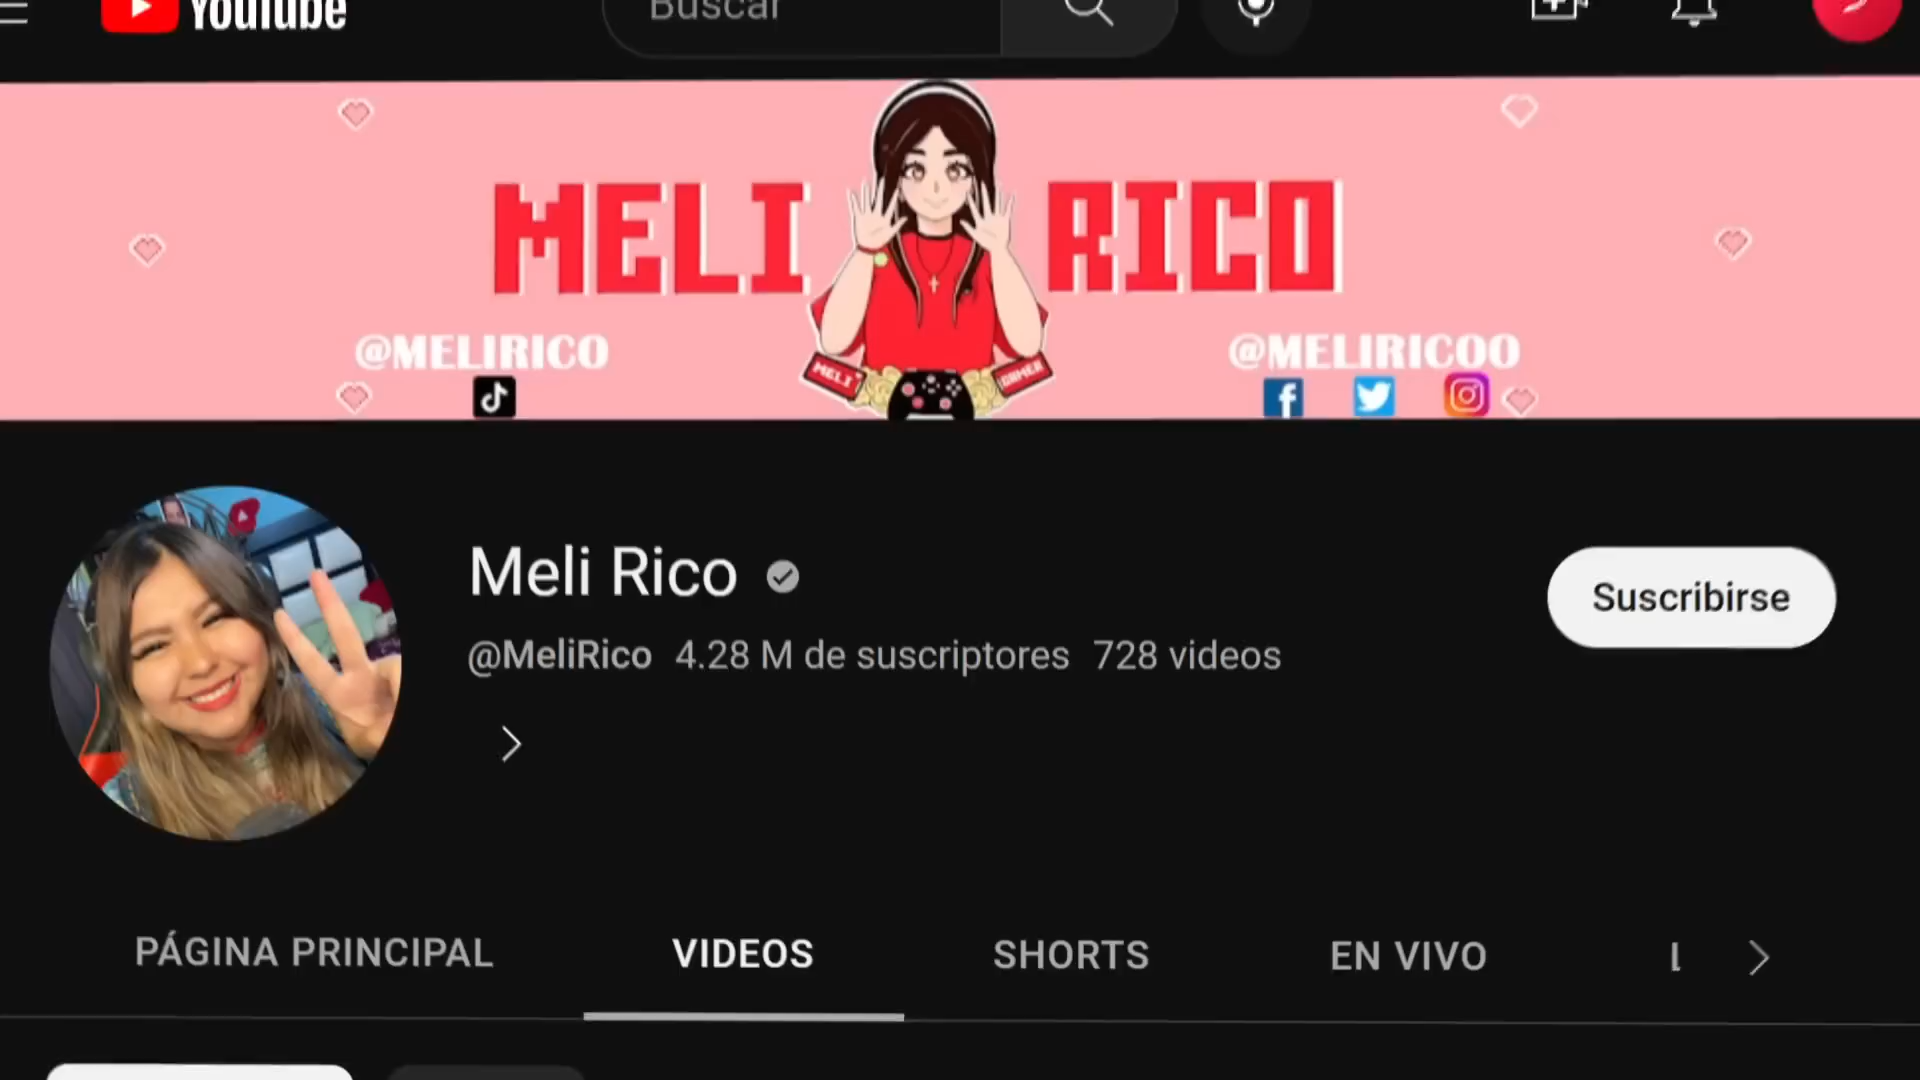 YouTube
Buscar
MELI RICO
@MELIRICO
@MELIRICOO
MELI
GAMER
Meli Rico
@MeliRico 4.28 M de suscriptores 728 videos
Suscribirse
PÁGINA PRINCIPAL
VIDEOS
SHORTS
EN VIVO